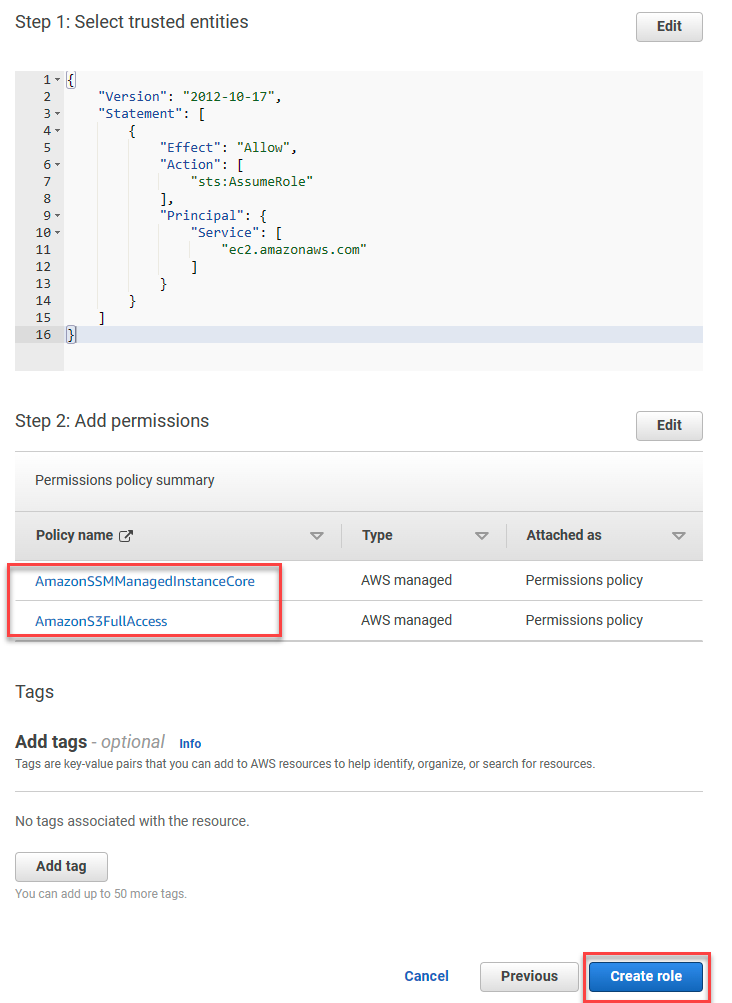 Step 1: Select trusted entities
Edit
1 {
2 "Version": "2012-10-17",
3 "Statement": [
4 {
5 "Effect": "Allow",
6 "Action": [
7 "sts:AssumeRole"
8 ],
9 "Principal": {
10 "Service": [
11 "ec2.amazonaws.com"
12 ]
13 }
14 }
15 ]
16 }
Step 2: Add permissions
Edit
Permissions policy summary
Policy name Type Attached as
AmazonSSMManagedInstanceCore AWS managed Permissions policy
AmazonS3FullAccess AWS managed Permissions policy
Tags
Add tags - optional Info
Tags are key-value pairs that you can add to AWS resources to help identify, organize, or search for resources.
No tags associated with the resource.
Add tag
You can add up to 50 more tags.
Cancel Previous Create role